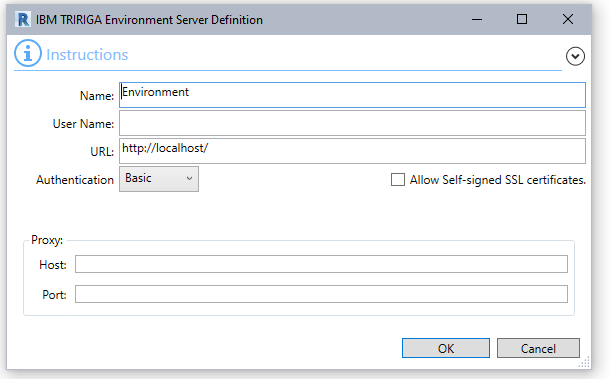 R IBM TRIRIGA Environment Server Definition
i Instructions
Name: Environment
User Name:
URL: http://localhost/
Authentication Basic Allow Self-signed SSL certificates.
Proxy:
Host:
Port:
OK Cancel